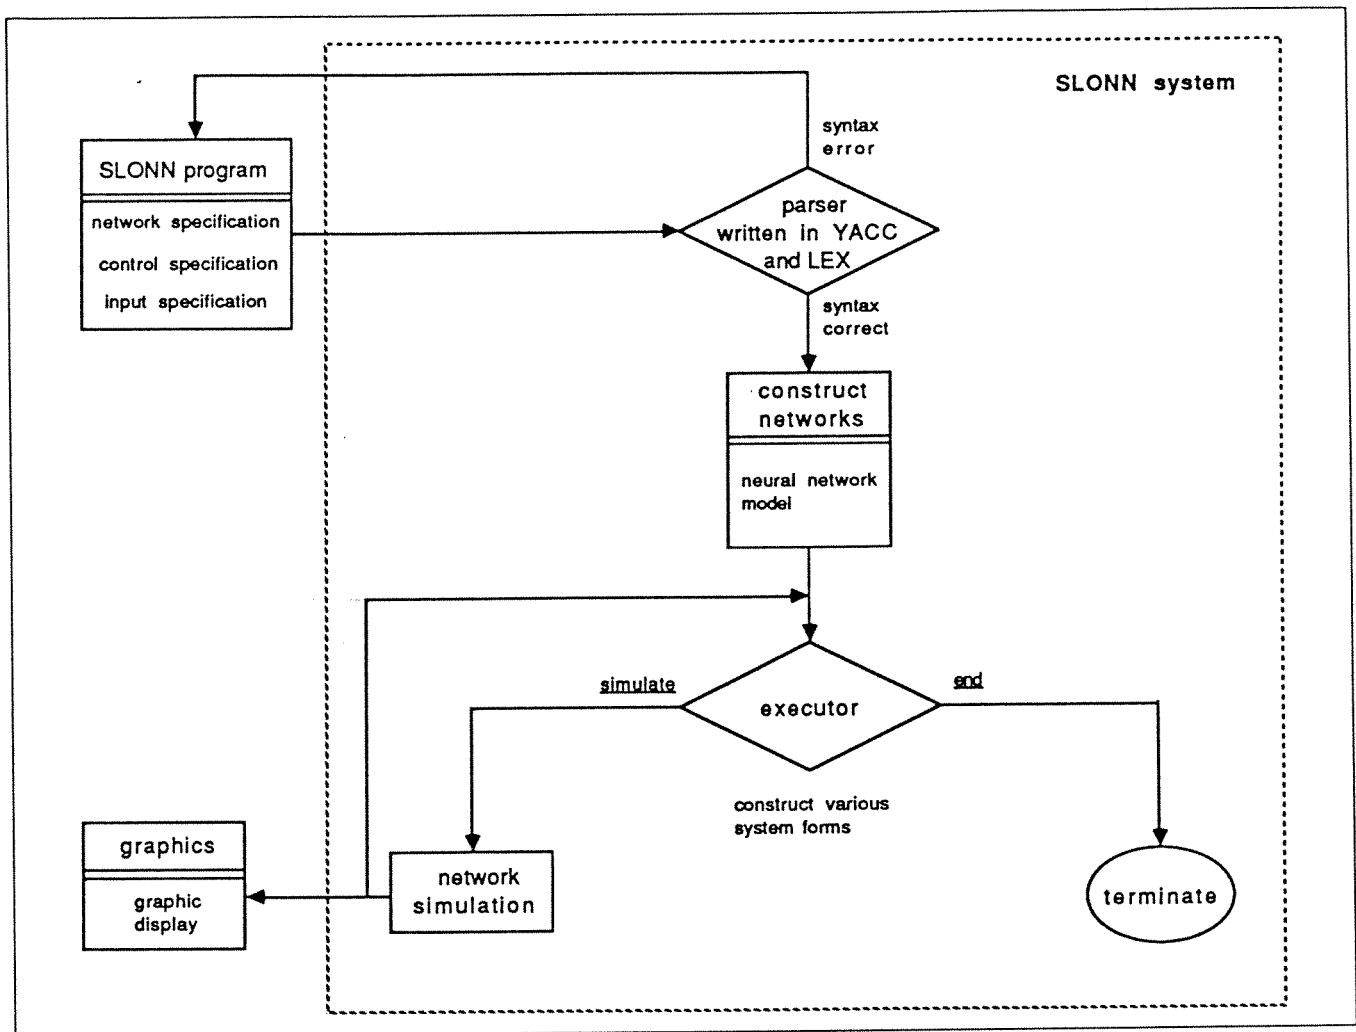 SLONN system
syntax
error
SLONN program
network specification
control specification
input specification
parser
written in YACC
and LEX
syntax
correct
construct
networks
neural network
model
simulate
end
executor
construct various
system forms
graphics
graphic
display
network
simulation
terminate